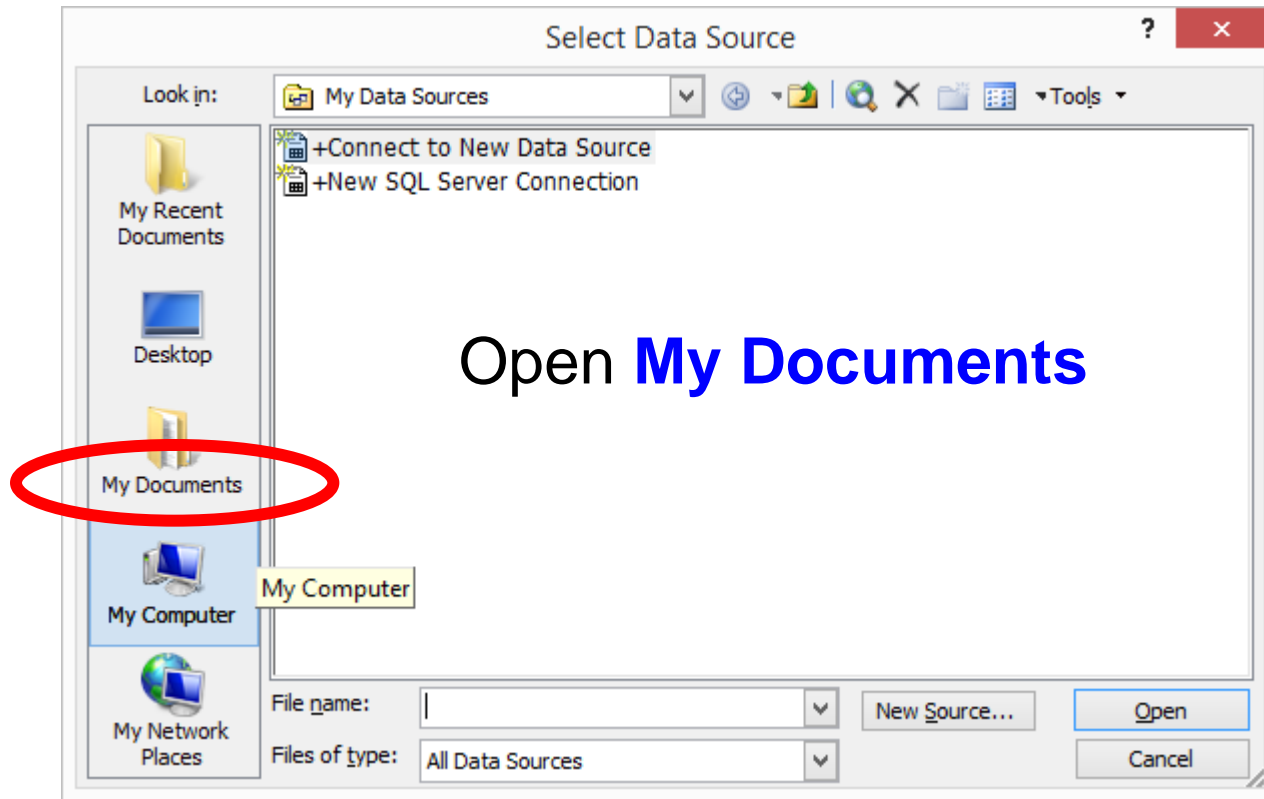 Select Data Source
?
Look in:
My Data Sources
Tools
My Recent
Documents
Desktop
My Documents
My Computer
My Network
Places
+Connect to New Data Source
+New SQL Server Connection
Open My Documents
My Computer
File name:
New Source...
Open
Files of type:
All Data Sources
Cancel